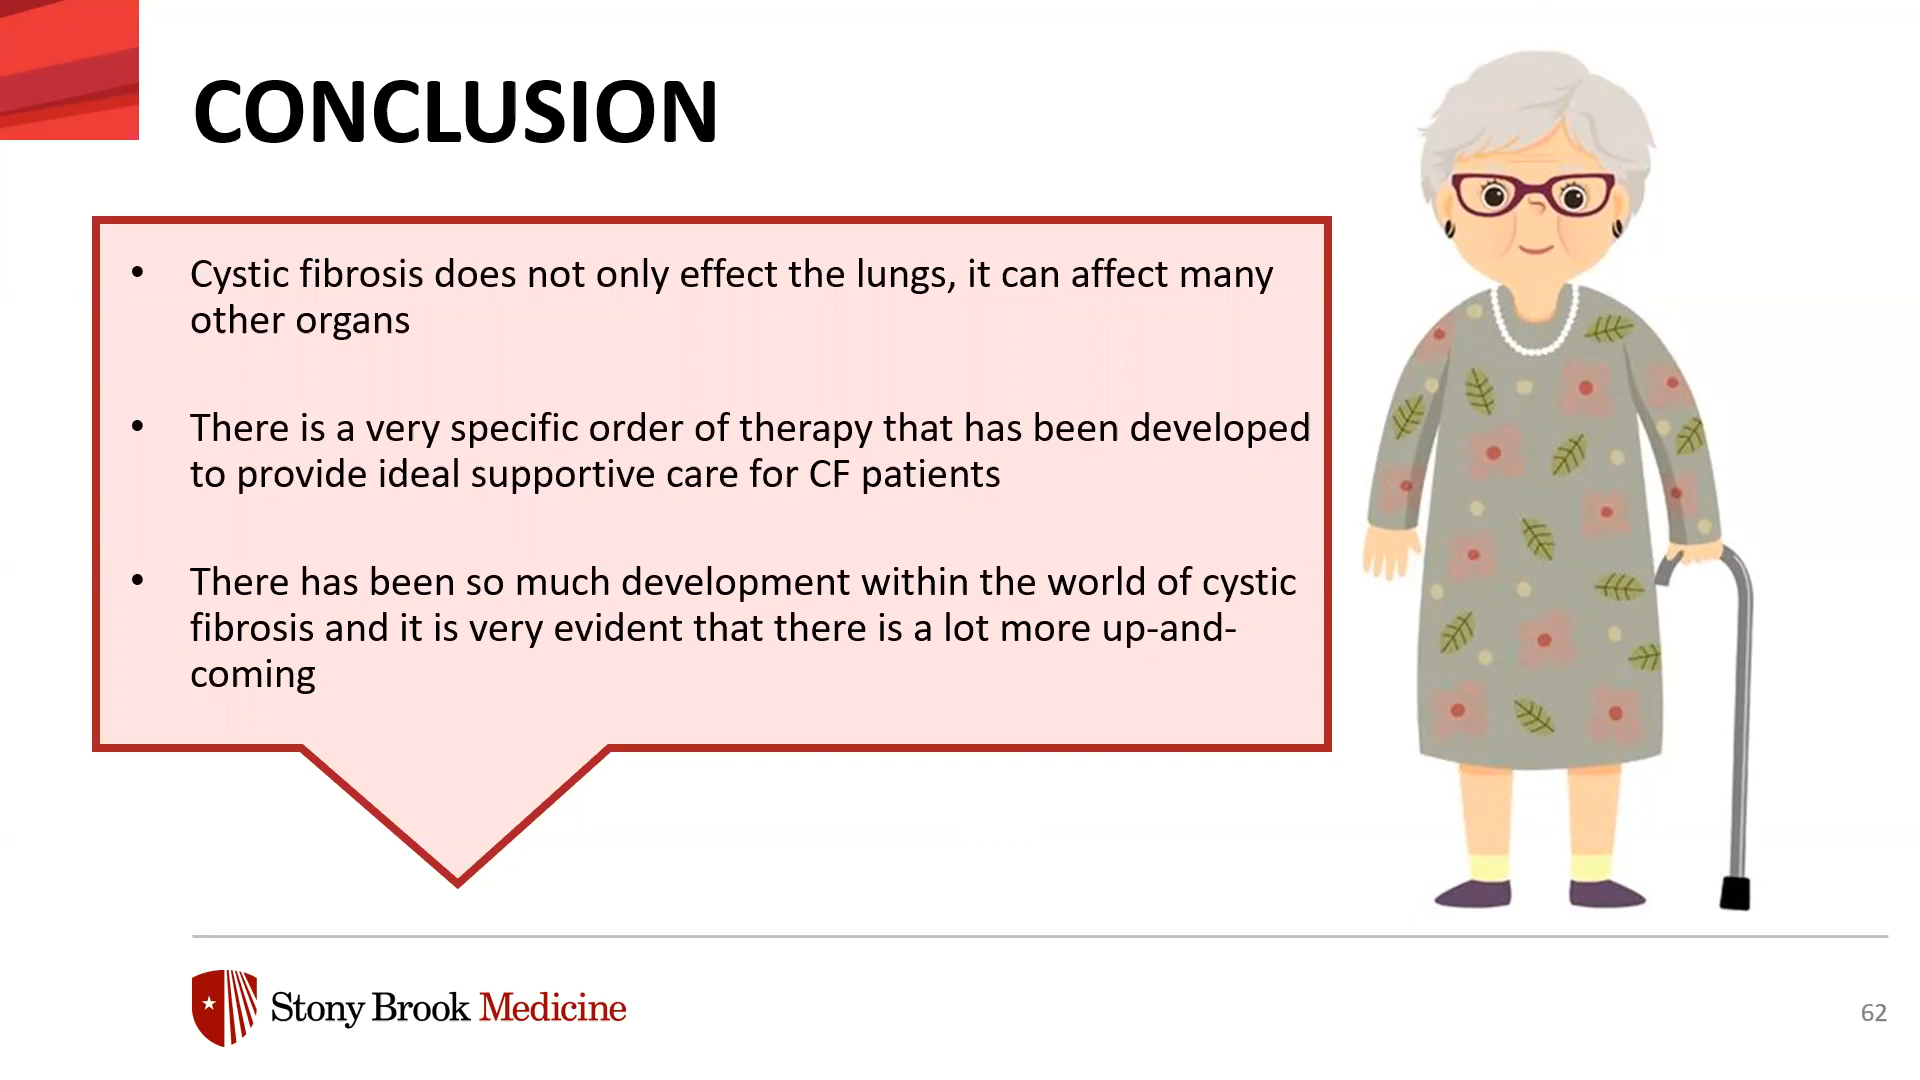 CONCLUSION
• Cystic fibrosis does not only effect the lungs, it can affect many
other organs
• There is a very specific order of therapy that has been developed
to provide ideal supportive care for CF patients
• There has been so much development within the world of cystic
fibrosis and it is very evident that there is a lot more up-and-
coming
Stony Brook Medicine
62